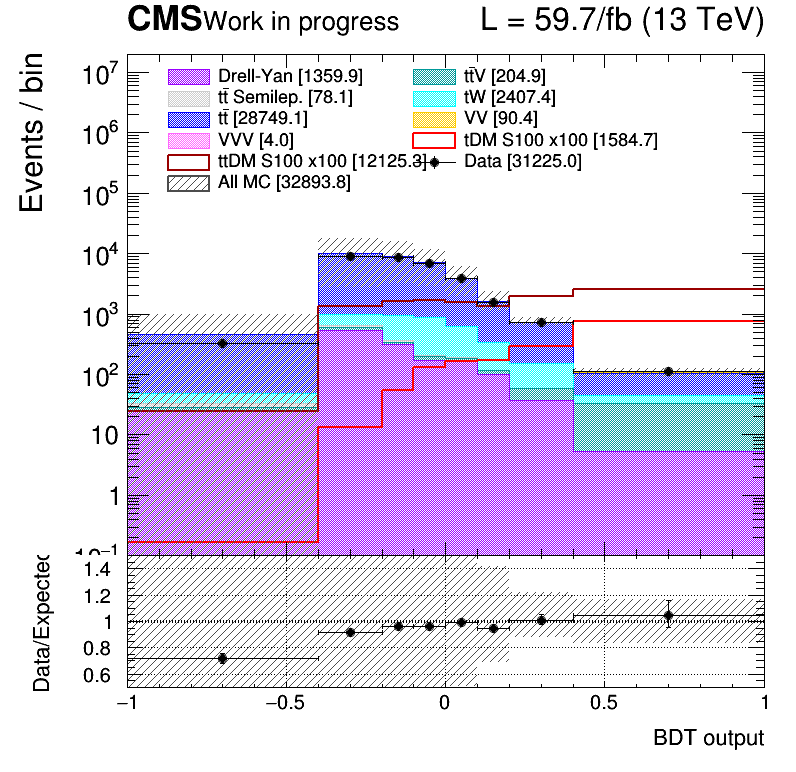 CMS Work in progress L = 59.7/fb (13 TeV)
Events / bin
Drell-Yan [1359.9] tt̄V [204.9]
tt̄ Semilep. [78.1] tW [2407.4]
tt̄ [28749.1] VV [90.4]
VVV [4.0] tDM S100 x100 [1584.7]
ttDM S100 x100 [12125.3] Data [31225.0]
All MC [32893.8]
10⁷
10⁶
10⁵
10⁴
10³
10²
10
1
10⁻¹
Data/Expected
1.4
1.2
1
0.8
0.6
−1 −0.5 0 0.5 1
BDT output